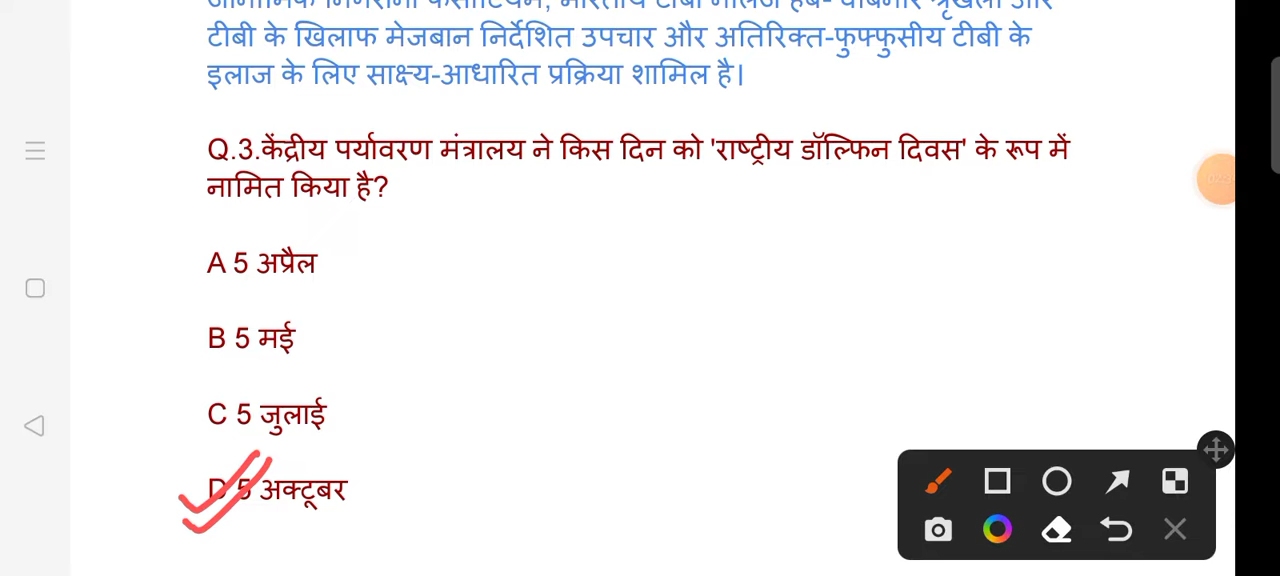 टीबी के खिलाफ मेजबान निर्देशित उपचार और अतिरिक्त-फुफ्फुसीय टीबी के
इलाज के लिए साक्ष्य-आधारित प्रक्रिया शामिल है।
Q.3.केंद्रीय पर्यावरण मंत्रालय ने किस दिन को 'राष्ट्रीय डॉल्फिन दिवस' के रूप में
नामित किया है?
A 5 अप्रैल
B 5 मई
C 5 जुलाई
D 5 अक्टूबर